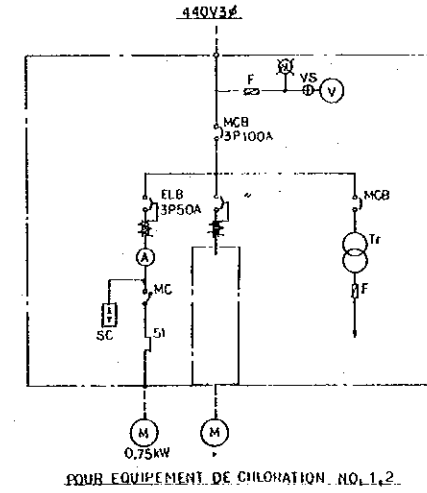 440V3ø
F
VS
V
MCB
3P100A
ELB
3P50A
MCB
A
Tr
MC
F
SC
51
M
M
0,75kW
POUR EQUIPEMENT DE CHLORATION NO. 1,2